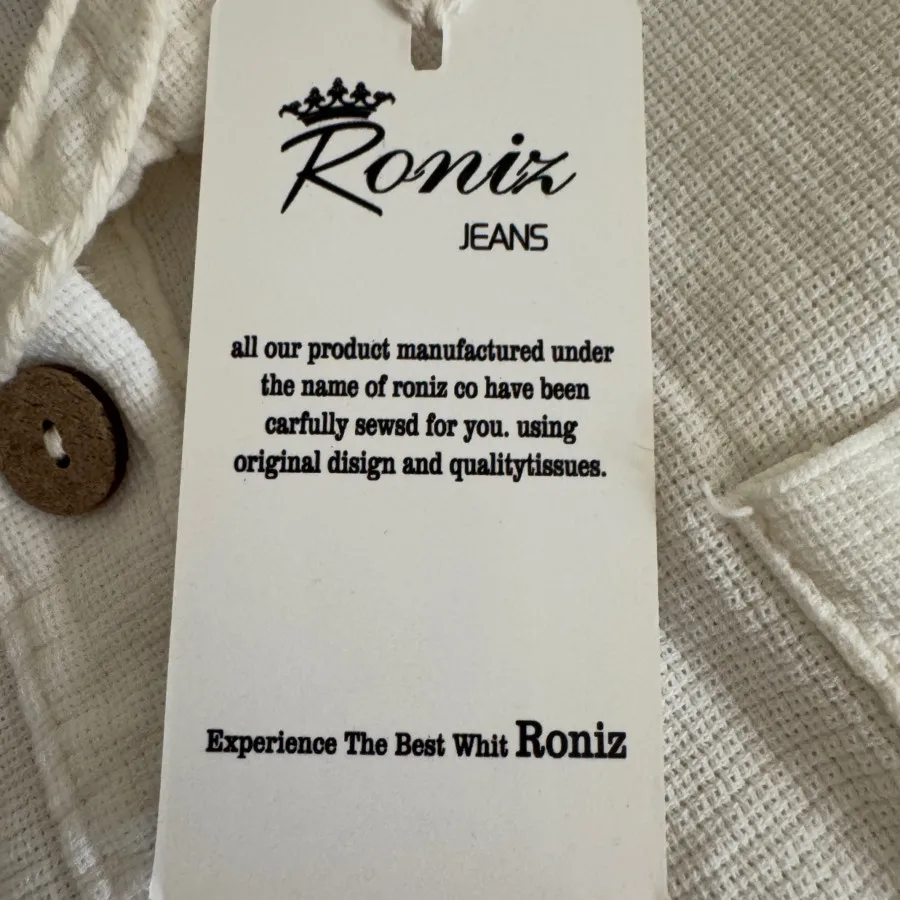 Roniz
JEANS
all our product manufactured under
the name of roniz co have been
carfully sewsd for you. using
original disign and qualitytissues.
Experience The Best Whit Roniz